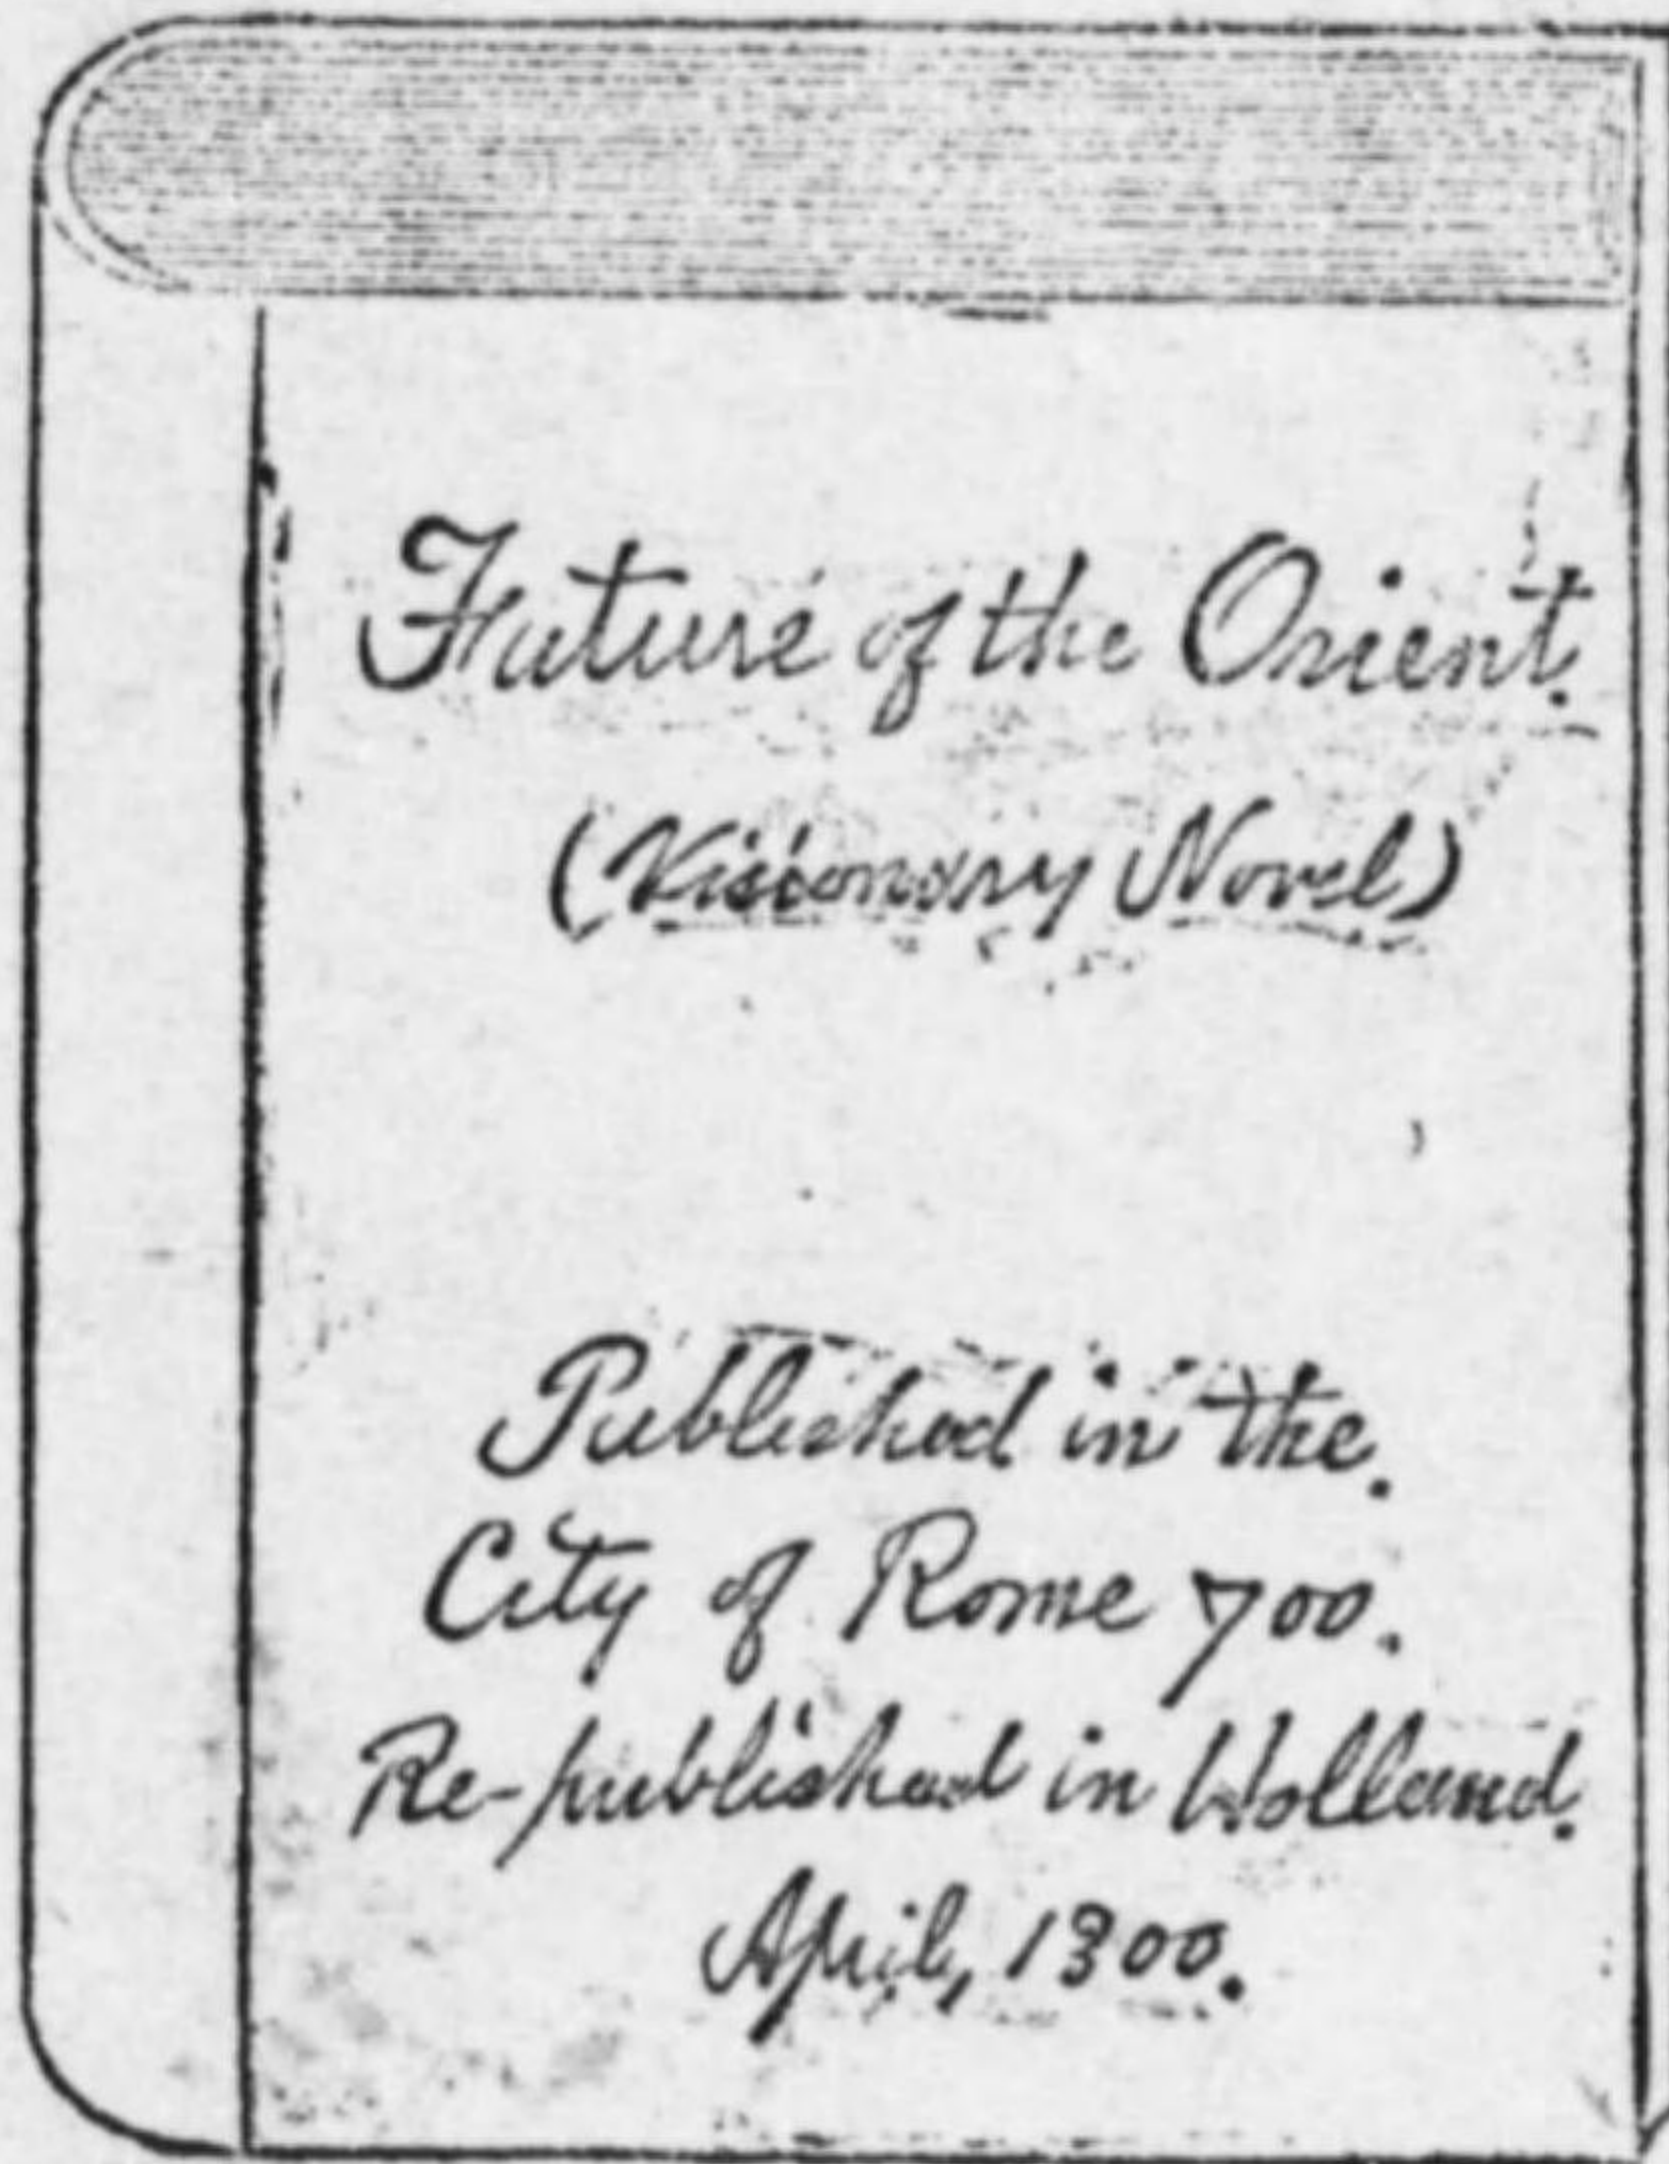 Future of the Orient.
(Visionary Novel)
Published in the.
City of Rome 700.
Re-published in Holland.
April, 1300.